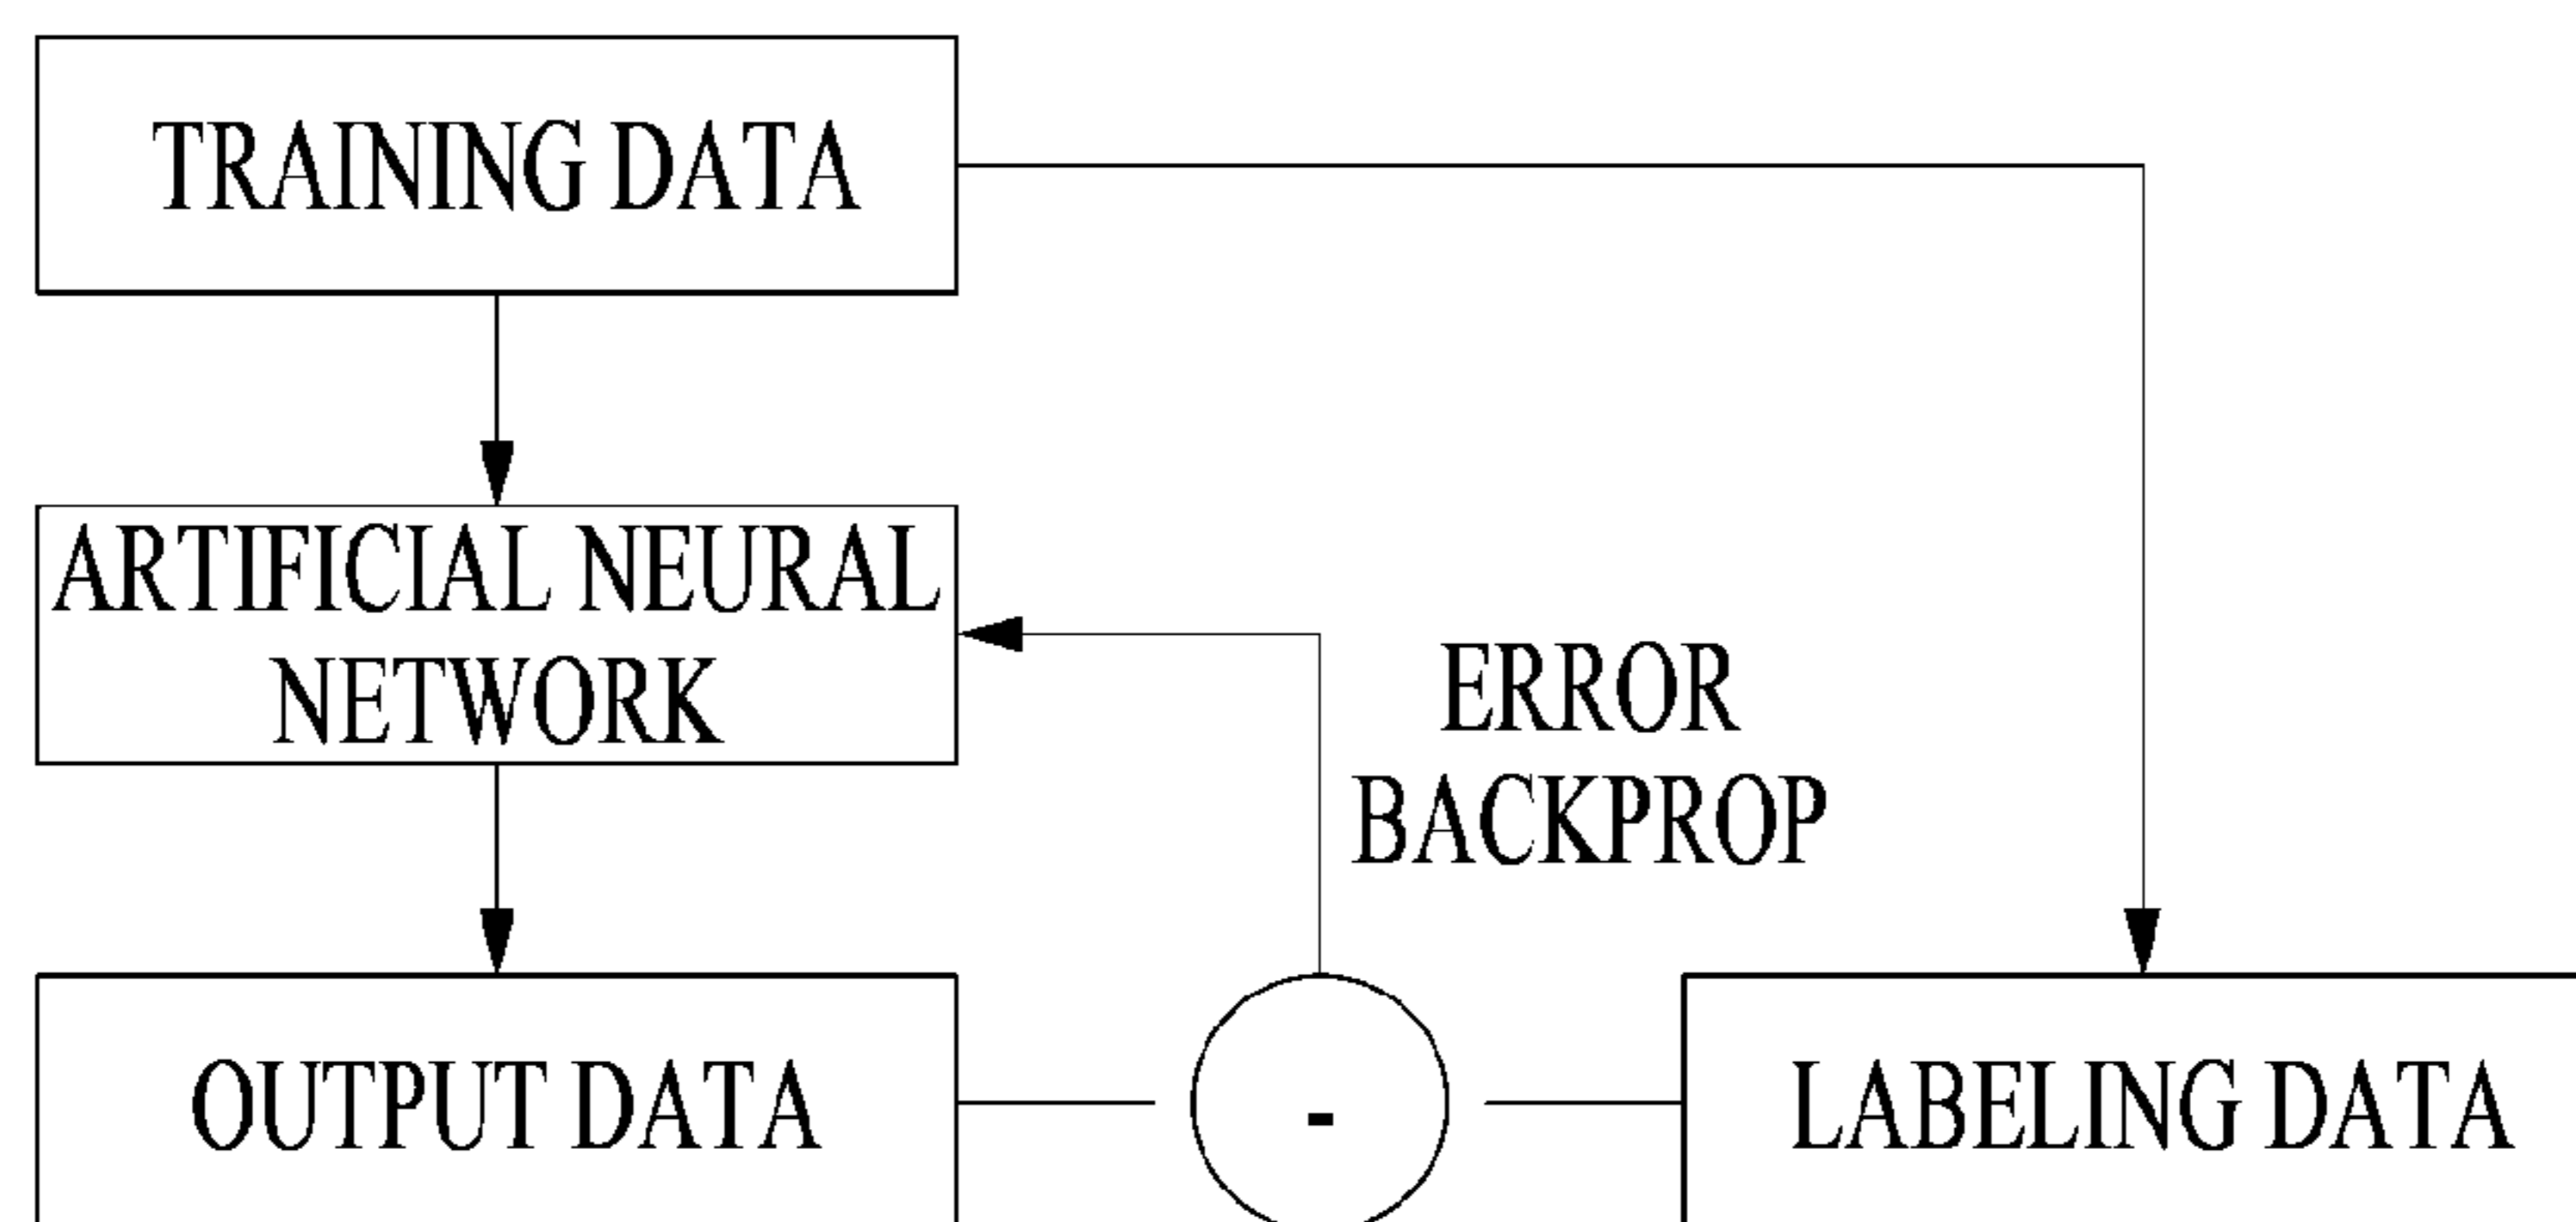 TRAINING DATA
ARTIFICIAL NEURAL
NETWORK
ERROR
BACKPROP
OUTPUT DATA
-
LABELING DATA